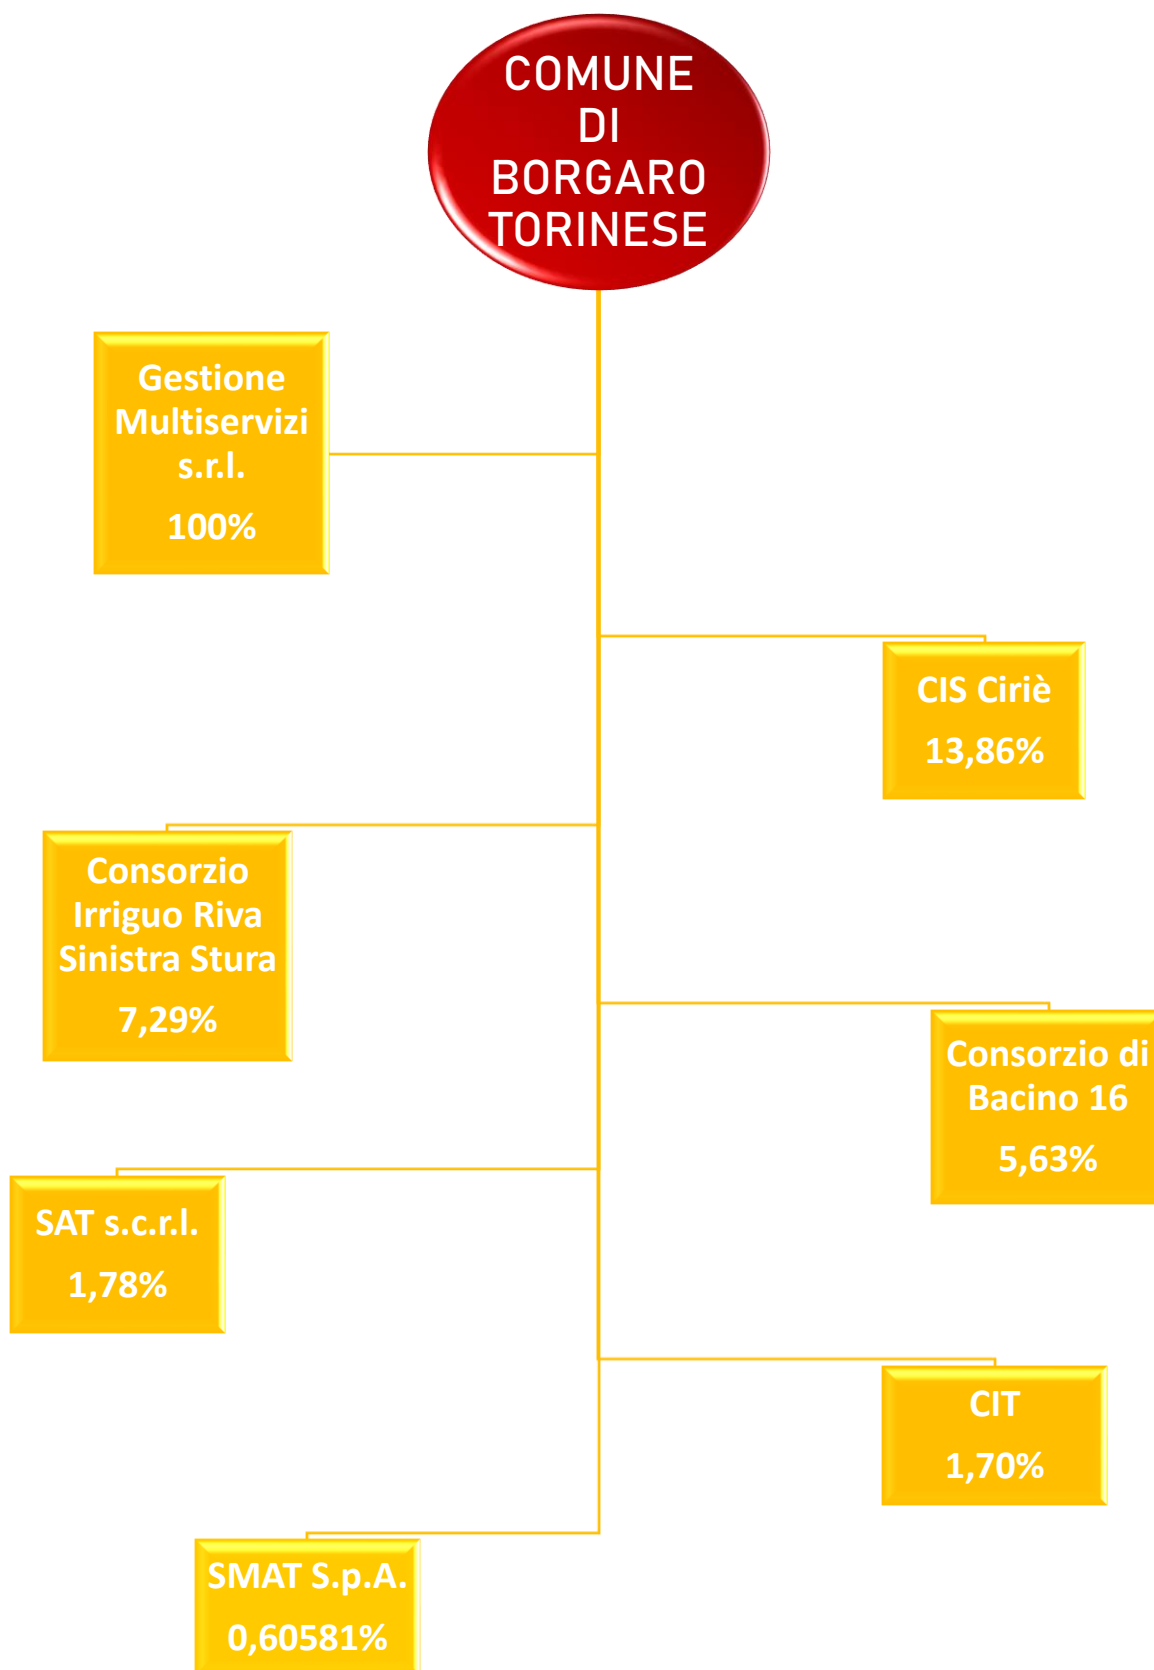 COMUNE
DI
BORGARO
TORINESE
Gestione
Multiservizi
s.r.l.
100%
CIS Ciriè
13,86%
Consorzio
Irriguo Riva
Sinistra Stura
7,29%
Consorzio di
Bacino 16
5,63%
SAT s.c.r.l.
1,78%
CIT
1,70%
SMAT S.p.A.
0,60581%